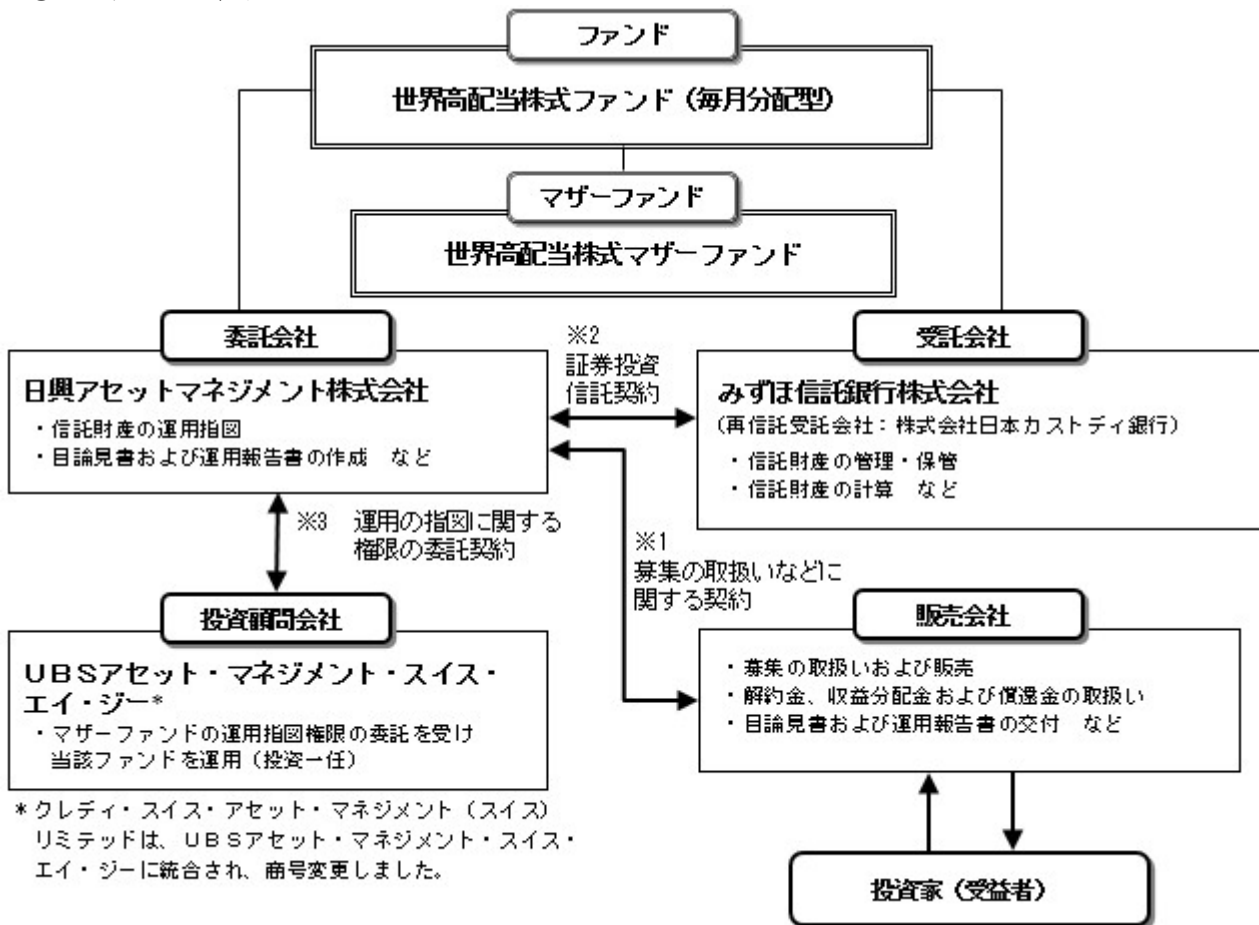 ファンド
世界高配当株式ファンド（毎月分配型）
マザーファンド
世界高配当株式マザーファンド
委託会社
日興アセットマネジメント株式会社
・信託財産の運用指図
・目論見書および運用報告書の作成　など
※2
証券投資
信託契約
受託会社
みずほ信託銀行株式会社
（再信託受託会社：株式会社日本カストディ銀行）
・信託財産の管理・保管
・信託財産の計算　など
※3　運用の指図に関する
権限の委託契約
※1
募集の取扱いなどに
関する契約
投資顧問会社
ＵＢＳアセット・マネジメント・スイス・
エイ・ジー*
・マザーファンドの運用指図権限の委託を受け
当該ファンドを運用（投資一任）
*クレディ・スイス・アセット・マネジメント（スイス）
リミテッドは、ＵＢＳアセット・マネジメント・スイス・
エイ・ジーに統合され、商号変更しました。
販売会社
・募集の取扱いおよび販売
・解約金、収益分配金および償還金の取扱い
・目論見書および運用報告書の交付　など
投資家（受益者）